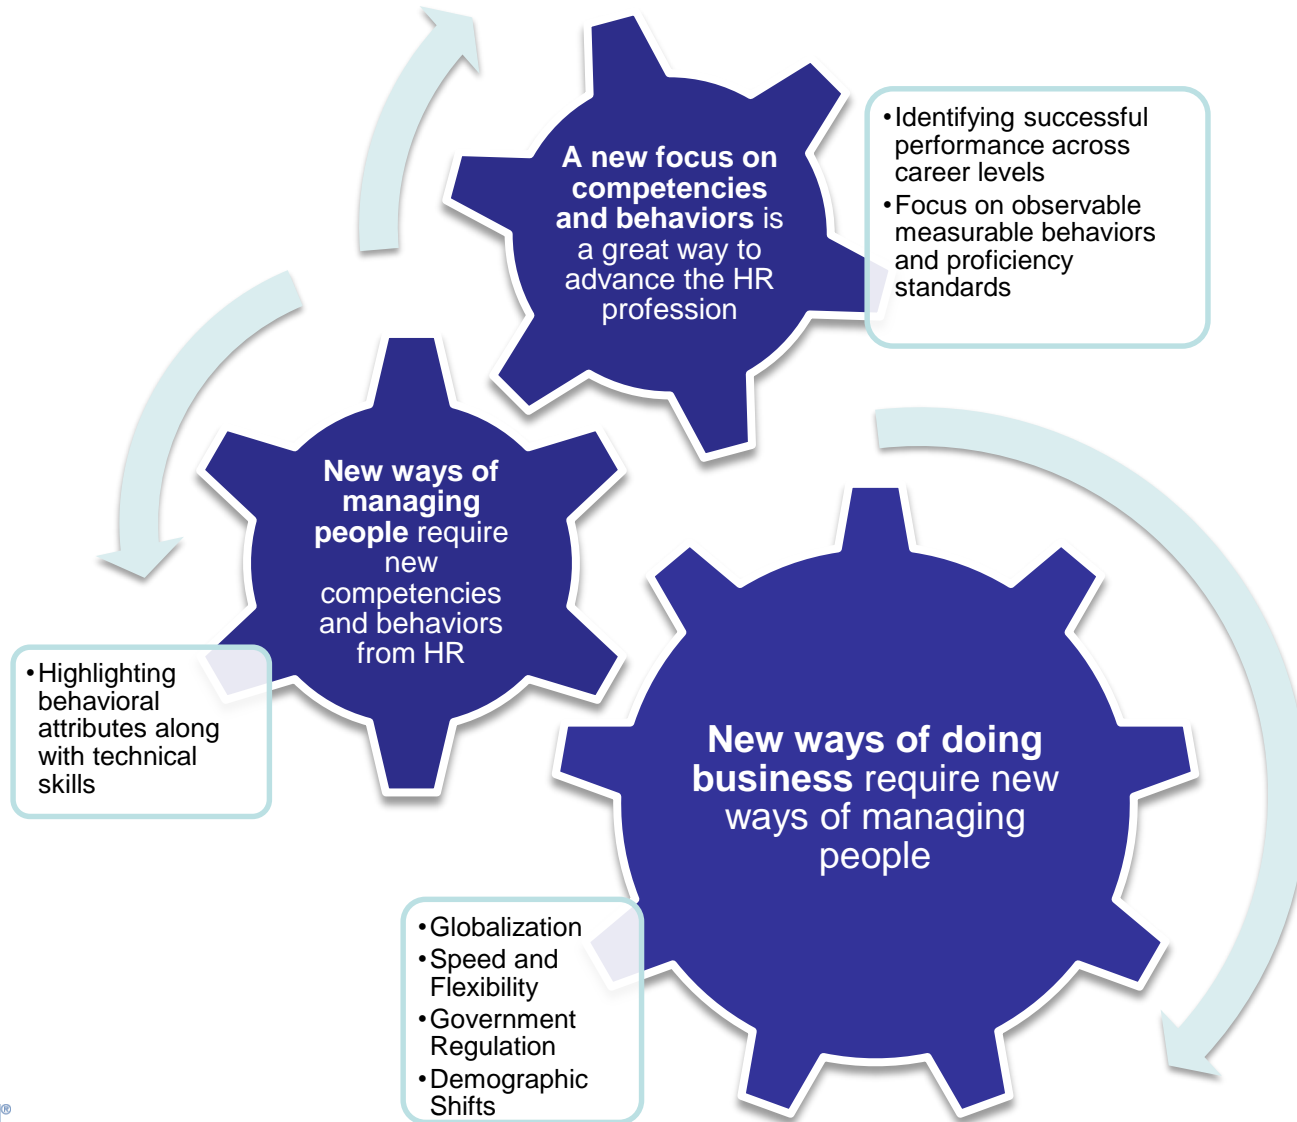 A new focus on
competencies
and behaviors is
a great way to
advance the HR
profession
•Identifying successful
performance across
career levels
•Focus on observable
measurable behaviors
and proficiency
standards
New ways of
managing
people require
new
competencies
and behaviors
from HR
•Highlighting
behavioral
attributes along
with technical
skills
New ways of doing
business require new
ways of managing
people
•Globalization
•Speed and
Flexibility
•Government
Regulation
•Demographic
Shifts
®